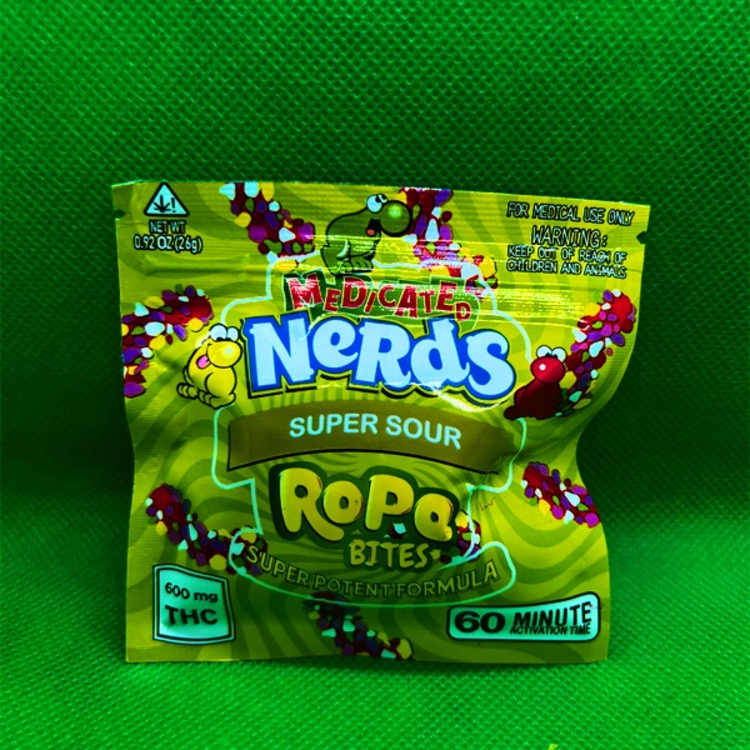 NET WT
0.92 OZ (26g)
FOR MEDICAL USE ONLY
WARNING:
KEEP OUT OF REACH OF
CHILDREN AND ANIMALS
MEDICATED
NeRdS
SUPER SOUR
RoPe
BITES
SUPER POTENT FORMULA
600 mg
THC
60 MINUTE
ACTIVATION TIME